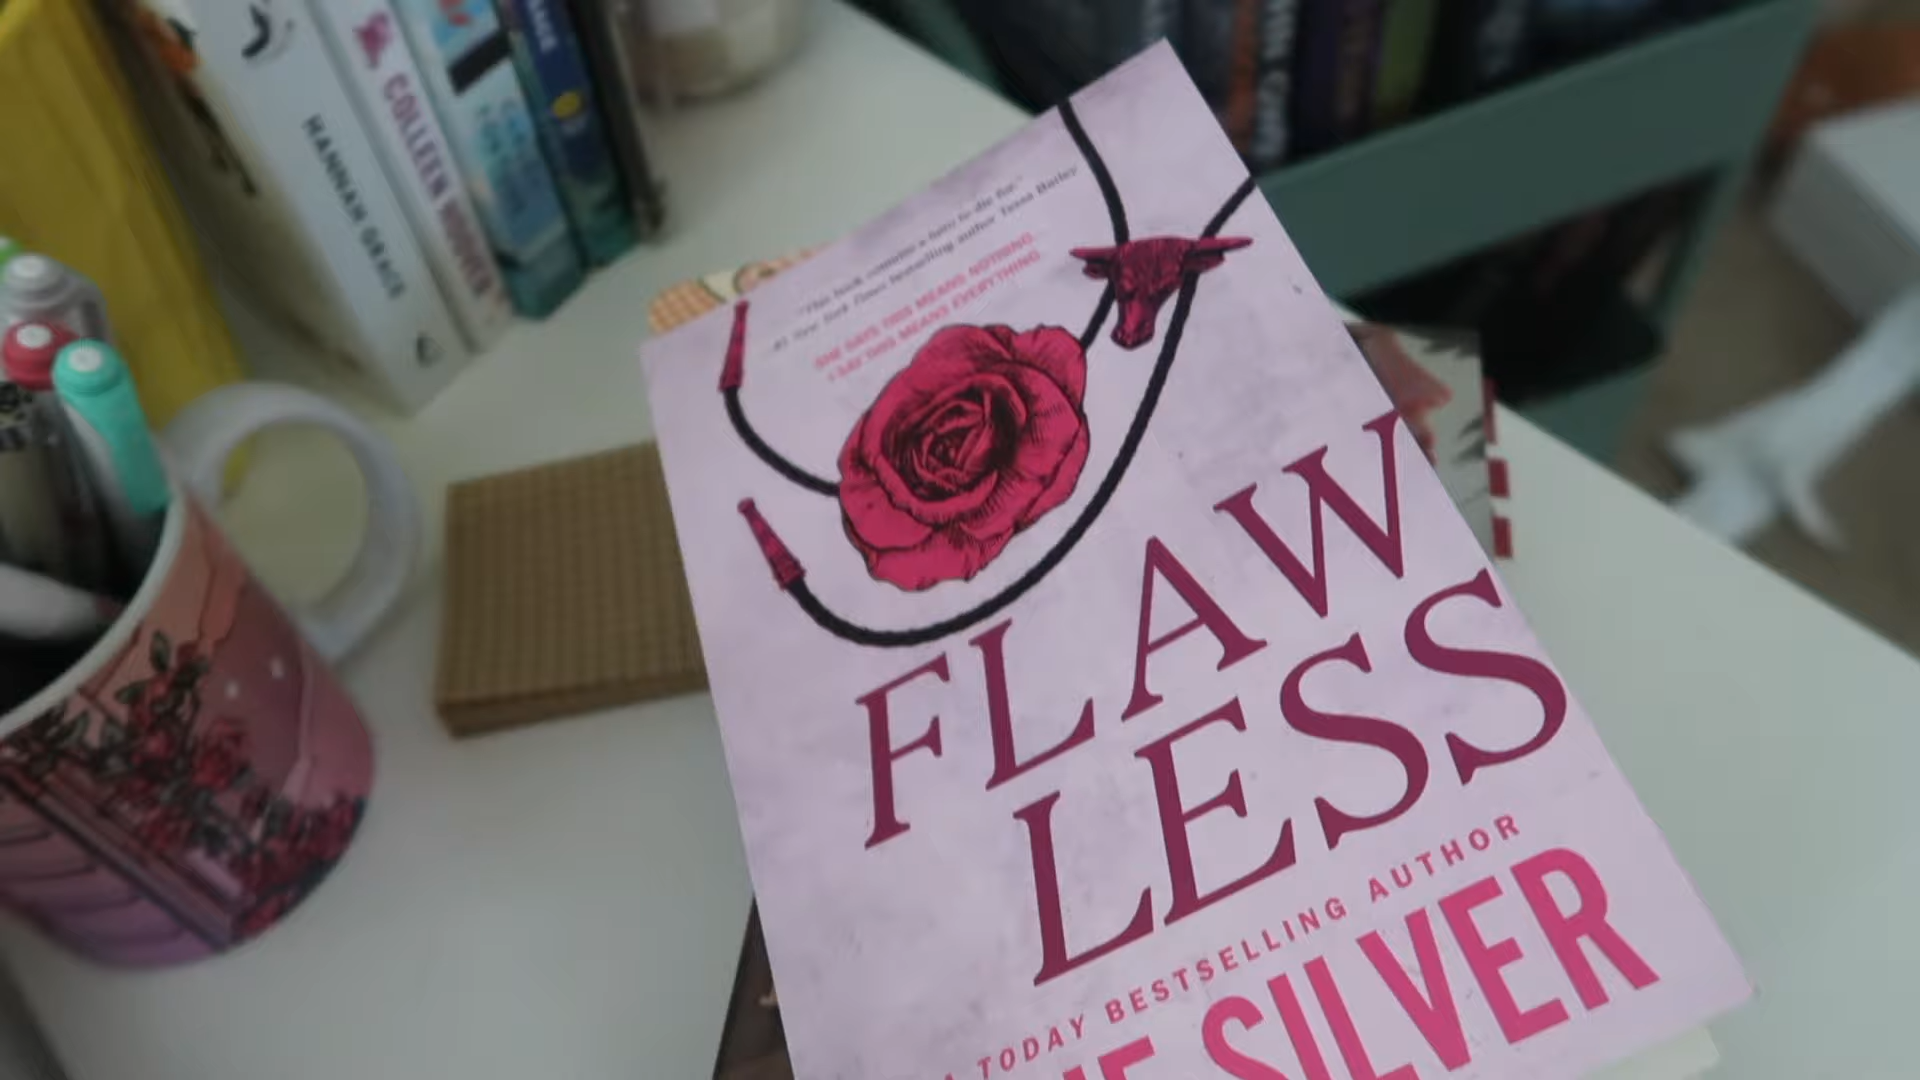 HANNAH GRACE
COLLEEN HOOVER
"This book contains a hero to die for."
#1 New York Times bestselling author Tessa Bailey
SHE SAYS THIS MEANS NOTHING.
I SAY THIS MEANS EVERYTHING.
FLAW
LESS
TODAY BESTSELLING AUTHOR
SILVER